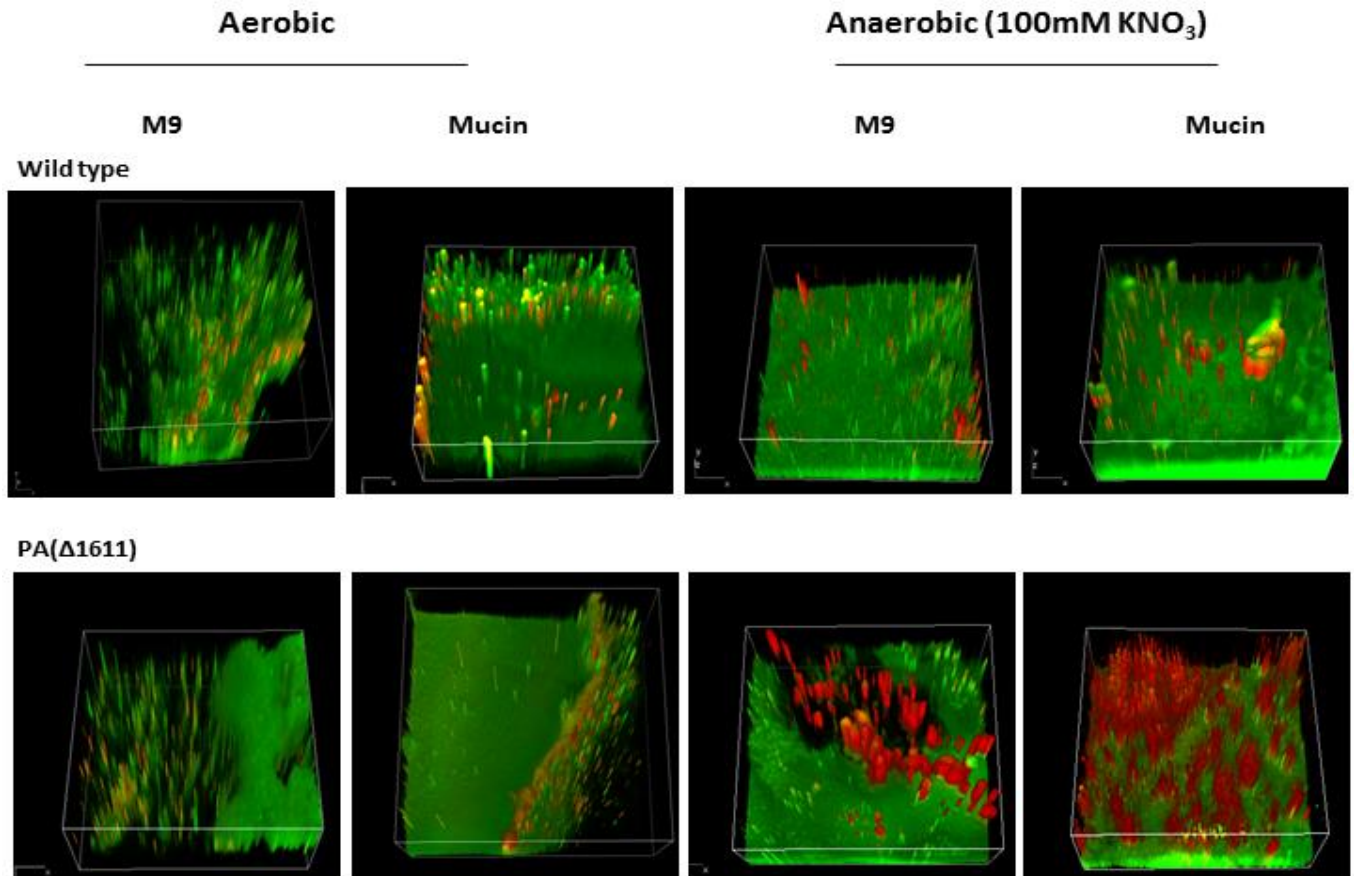 Aerobic
Anaerobic (100mM KNO₃)
M9
Mucin
M9
Mucin
Wild type
PA(Δ1611)